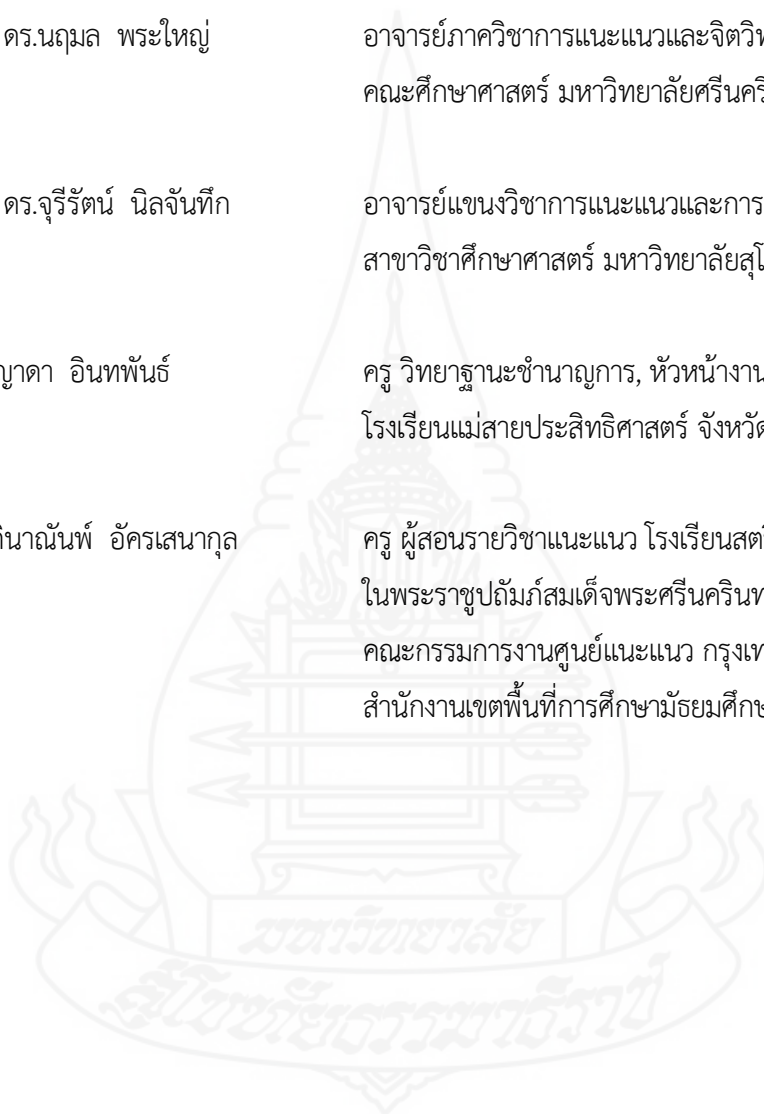 ดร.นฤมล พระใหญ่ อาจารย์ภาควิชาการแนะแนวและจิตวิท
คณะศึกษาศาสตร์ มหาวิทยาลัยศรีนคริ
ดร.จุรีรัตน์ นิลจันทึก อาจารย์แขนงวิชาการแนะแนวและการ
สาขาวิชาศึกษาศาสตร์ มหาวิทยาลัยสุโ
ญาดา อินทพันธ์ ครู วิทยาฐานะชำนาญการ, หัวหน้างาน
โรงเรียนแม่สายประสิทธิศาสตร์ จังหวัด
ินาณันพ์ อัครเสนากุล ครู ผู้สอนรายวิชาแนะแนว โรงเรียนสตรี
ในพระราชูปถัมภ์สมเด็จพระศรีนครินท
คณะกรรมการงานศูนย์แนะแนว กรุงเท
สำนักงานเขตพื้นที่การศึกษามัธยมศึกษ
มหาวิทยาลัย
สุโขทัยธรรมาธิราช